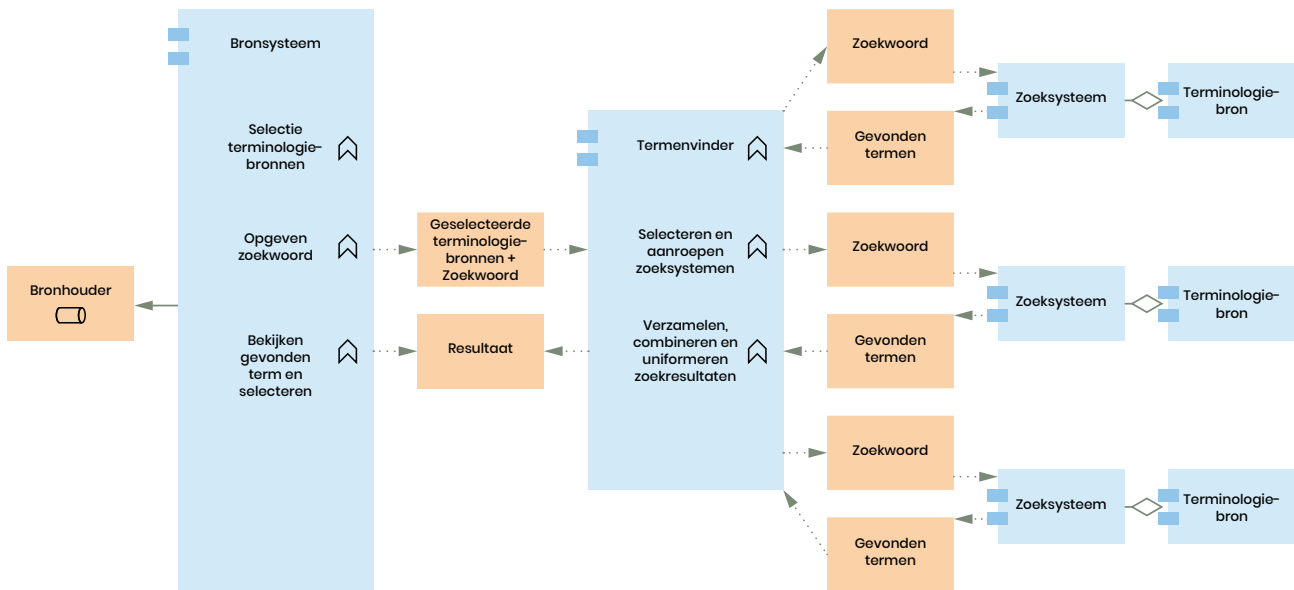 Bronhouder
Bronsysteem
Selectie
terminologie-
bronnen
Opgeven
zoekwoord
Bekijken
gevonden
term en
selecteren
Geselecteerde
terminologie-
bronnen +
Zoekwoord
Resultaat
Termenvinder
Selecteren en
aanroepen
zoeksystemen
Verzamelen,
combineren en
uniformeren
zoekresultaten
Zoekwoord
Gevonden
termen
Zoeksysteem
Terminologie-
bron
Zoekwoord
Gevonden
termen
Zoeksysteem
Terminologie-
bron
Zoekwoord
Gevonden
termen
Zoeksysteem
Terminologie-
bron